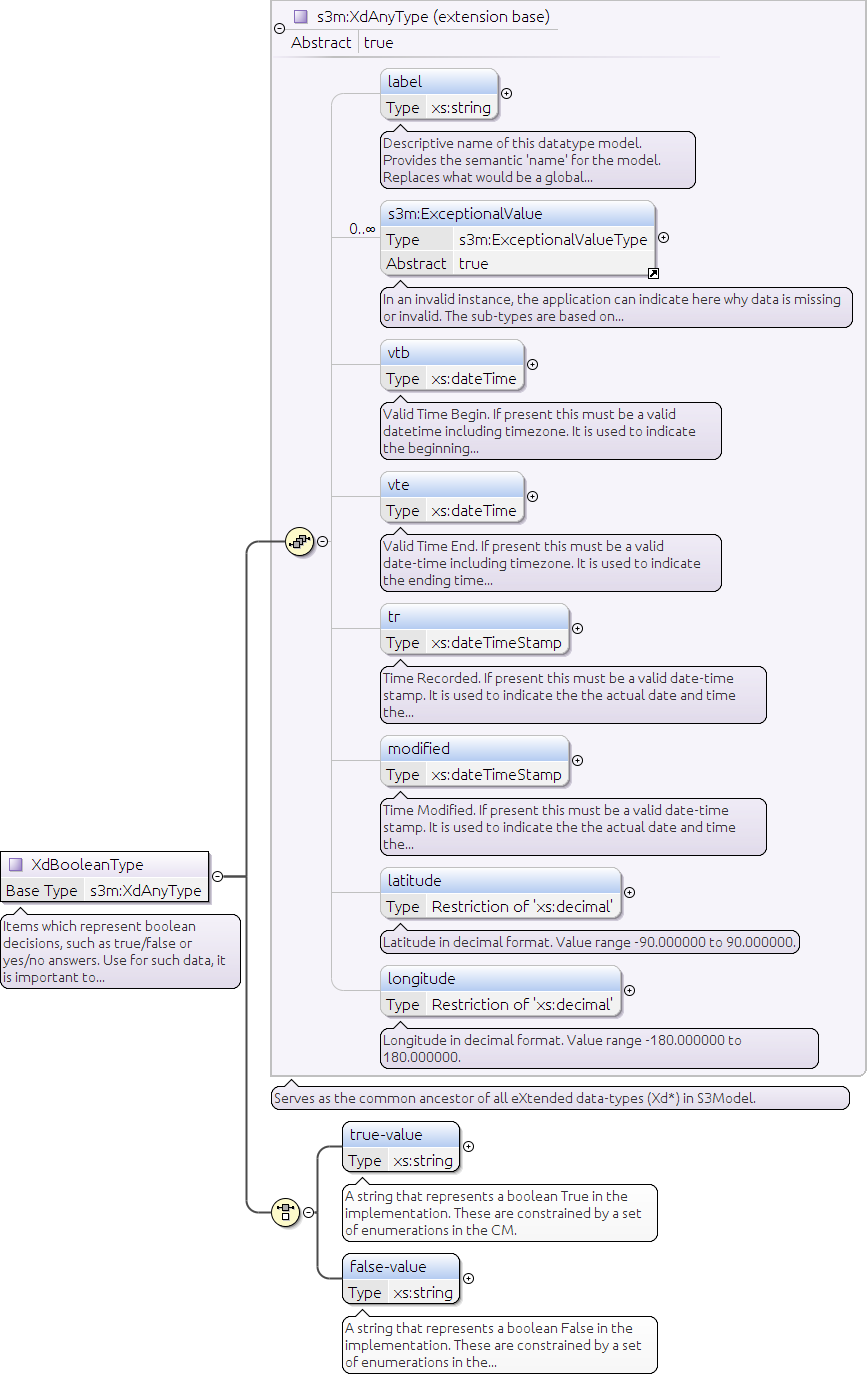 s3m:XdAnyType (extension base)
Abstract true
label
Type xs:string
Descriptive name of this datatype model.
Provides the semantic 'name' for the model.
Replaces what would be a global...
0..∞
s3m:ExceptionalValue
Type s3m:ExceptionalValueType
Abstract true
In an invalid instance, the application can indicate here why data is missing
or invalid. The sub-types are based on...
vtb
Type xs:dateTime
Valid Time Begin. If present this must be a valid
datetime including timezone. It is used to indicate
the beginning...
vte
Type xs:dateTime
Valid Time End. If present this must be a valid
date-time including timezone. It is used to indicate
the ending time...
tr
Type xs:dateTimeStamp
Time Recorded. If present this must be a valid date-time
stamp. It is used to indicate the the actual date and time
the...
modified
Type xs:dateTimeStamp
Time Modified. If present this must be a valid date-time
stamp. It is used to indicate the the actual date and time
the...
XdBooleanType
Base Type s3m:XdAnyType
Items which represent boolean
decisions, such as true/false or
yes/no answers. Use for such data, it
is important to...
latitude
Type Restriction of 'xs:decimal'
Latitude in decimal format. Value range -90.000000 to 90.000000.
longitude
Type Restriction of 'xs:decimal'
Longitude in decimal format. Value range -180.000000 to
180.000000.
Serves as the common ancestor of all eXtended data-types (Xd*) in S3Model.
true-value
Type xs:string
A string that represents a boolean True in the
implementation. These are constrained by a set
of enumerations in the CM.
false-value
Type xs:string
A string that represents a boolean False in the
implementation. These are constrained by a set
of enumerations in the...